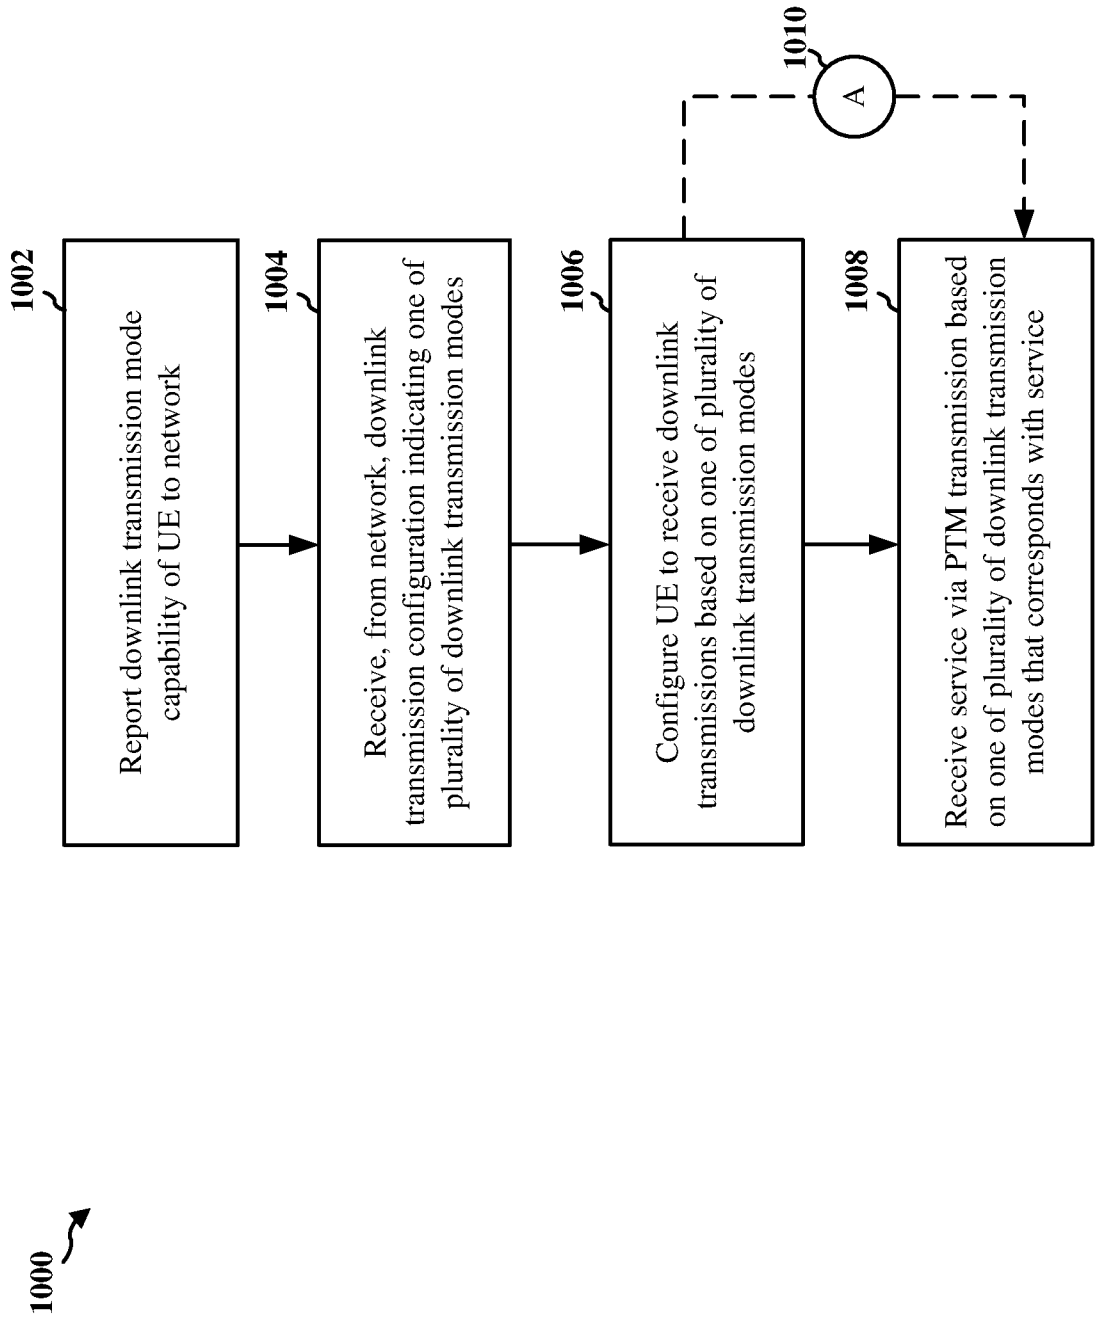 1000
1002
Report downlink transmission mode
capability of UE to network
1004
Receive, from network, downlink
transmission configuration indicating one of
plurality of downlink transmission modes
1006
Configure UE to receive downlink
transmissions based on one of plurality of
downlink transmission modes
1010
A
1008
Receive service via PTM transmission based
on one of plurality of downlink transmission
modes that corresponds with service